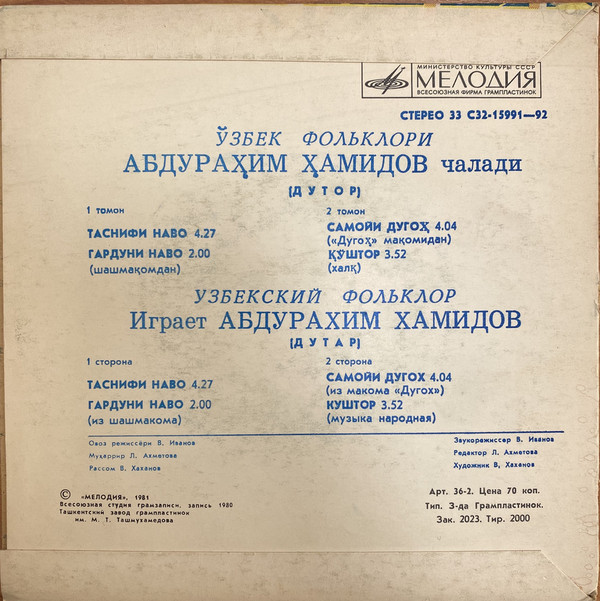 МИНИСТЕРСТВО КУЛЬТУРЫ СССР
МЕЛОДИЯ
ВСЕСОЮЗНАЯ ФИРМА ГРАМПЛАСТИНОК
СТЕРЕО 33 С32-15991—92
ЎЗБЕК ФОЛЬКЛОРИ
АБДУРАҲИМ ҲАМИДОВ чалади
(ДУТОР)
1 томон
ТАСНИФИ НАВО 4.27
ГАРДУНИ НАВО 2.00
(шашмақомдан)
2 томон
САМОЙИ ДУГОҲ 4.04
(«Дугоҳ» мақомидан)
ҚЎШТОР 3.52
(халқ)
УЗБЕКСКИЙ ФОЛЬКЛОР
Играет АБДУРАХИМ ХАМИДОВ
(ДУТАР)
1 сторона
ТАСНИФИ НАВО 4.27
ГАРДУНИ НАВО 2.00
(из шашмакома)
2 сторона
САМОЙИ ДУГОХ 4.04
(из макома «Дугох»)
КУШТОР 3.52
(музыка народная)
Овоз режиссёри В. Иванов
Муҳаррир Л. Ахматова
Рассом В. Хаханов
Звукорежиссер В. Иванов
Редактор Л. Ахматова
Художник В. Хаханов
© «МЕЛОДИЯ», 1981
Всесоюзная студия грамзаписи, запись 1980
Ташкентский завод грампластинок
им. М. Т. Ташмухамедова
Арт. 36-2. Цена 70 коп.
Тип. З-да Грампластинок.
Зак. 2023. Тир. 2000